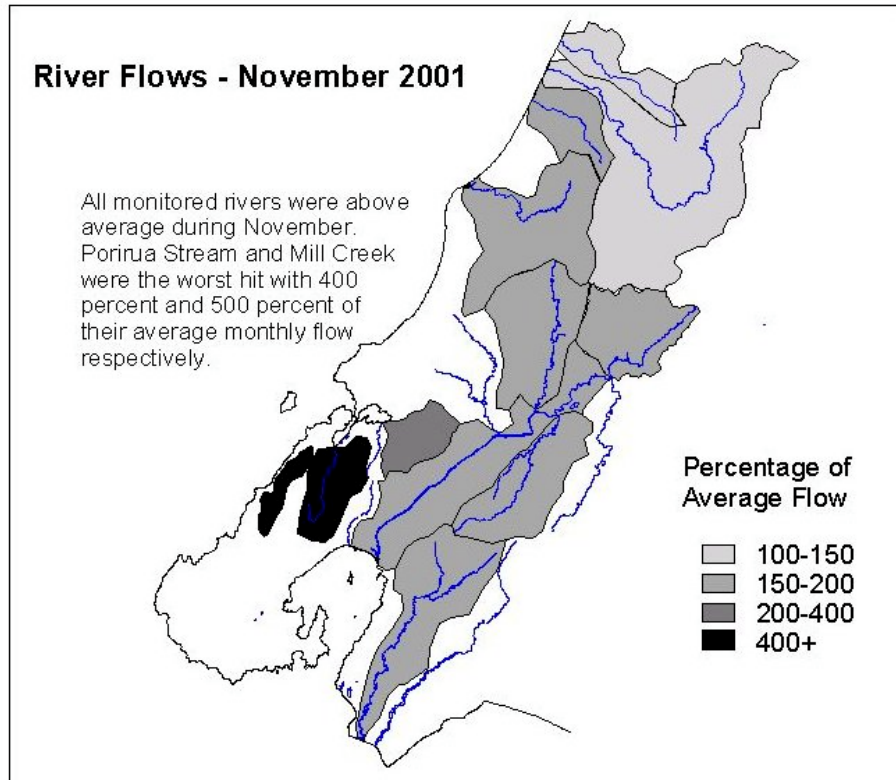 River Flows - November 2001
All monitored rivers were above
average during November.
Porirua Stream and Mill Creek
were the worst hit with 400
percent and 500 percent of
their average monthly flow
respectively.
Percentage of
Average Flow
100-150
150-200
200-400
400+